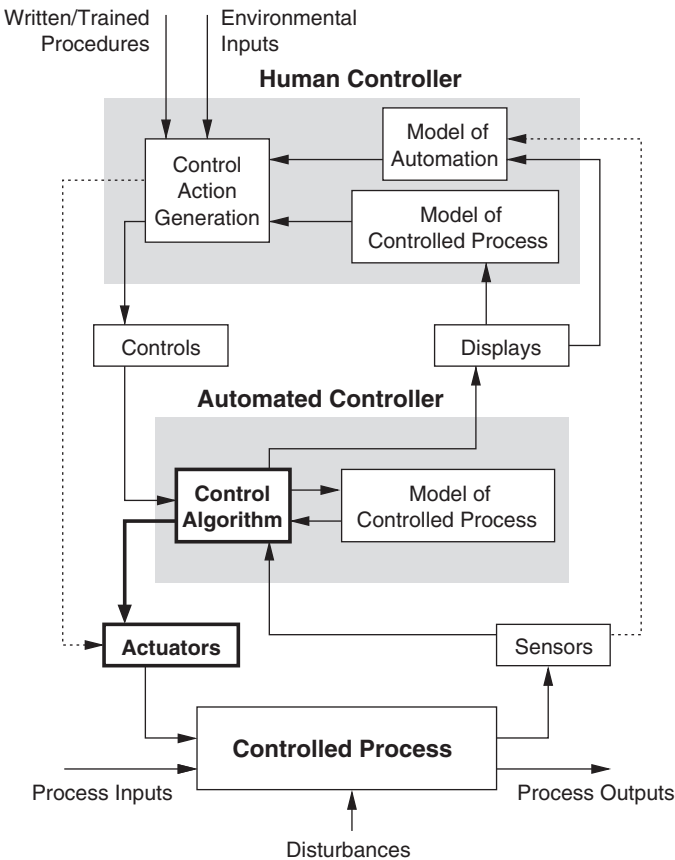 Written/Trained
Procedures
Environmental
Inputs
Human Controller
Model of
Automation
Control
Action
Generation
Model of
Controlled Process
Controls
Displays
Automated Controller
Control
Algorithm
Model of
Controlled Process
Actuators
Sensors
Controlled Process
Process Inputs
Process Outputs
Disturbances